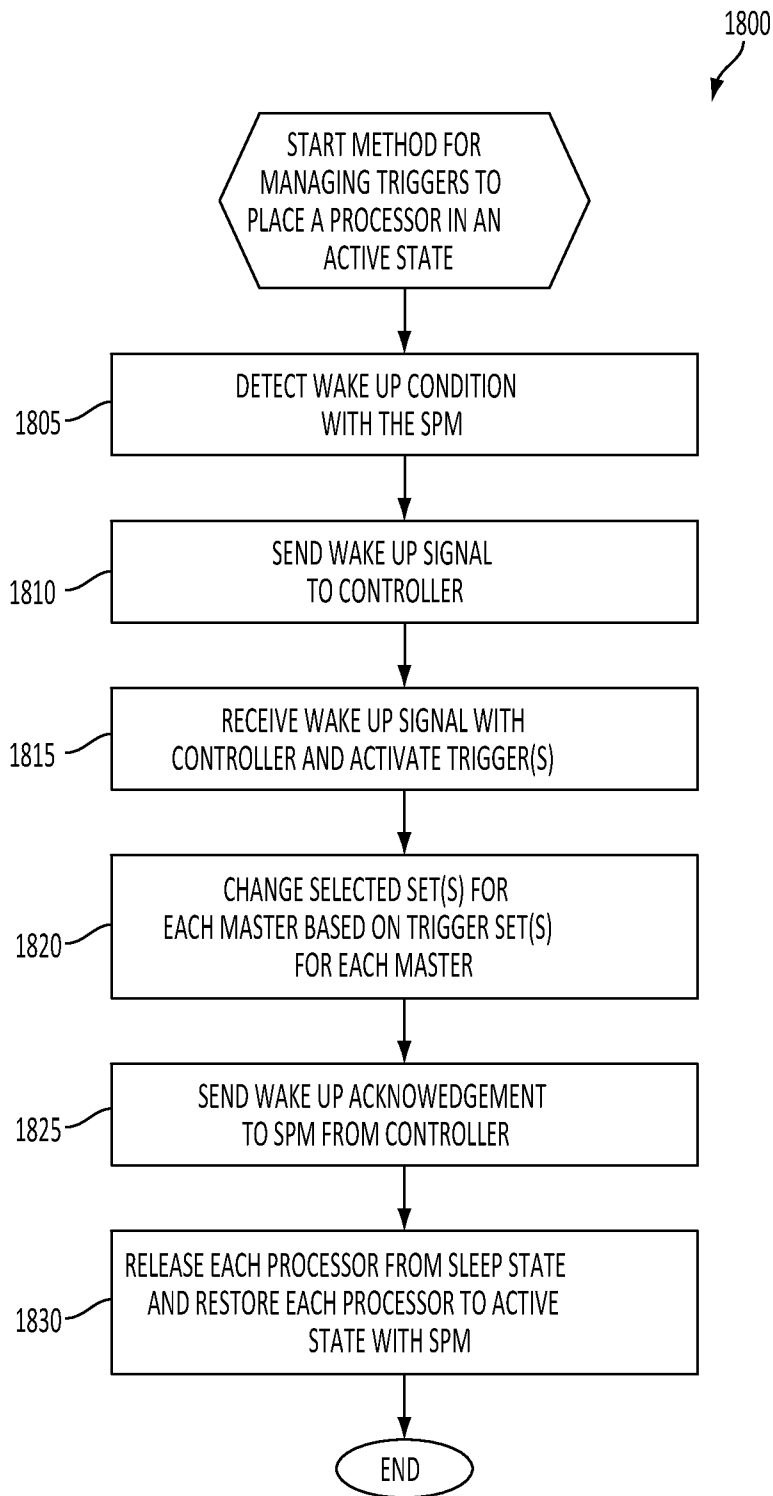 1800
START METHOD FOR
MANAGING TRIGGERS TO
PLACE A PROCESSOR IN AN
ACTIVE STATE
1805
DETECT WAKE UP CONDITION
WITH THE SPM
1810
SEND WAKE UP SIGNAL
TO CONTROLLER
1815
RECEIVE WAKE UP SIGNAL WITH
CONTROLLER AND ACTIVATE TRIGGER(S)
1820
CHANGE SELECTED SET(S) FOR
EACH MASTER BASED ON TRIGGER SET(S)
FOR EACH MASTER
1825
SEND WAKE UP ACKNOWEDGEMENT
TO SPM FROM CONTROLLER
1830
RELEASE EACH PROCESSOR FROM SLEEP STATE
AND RESTORE EACH PROCESSOR TO ACTIVE
STATE WITH SPM
END